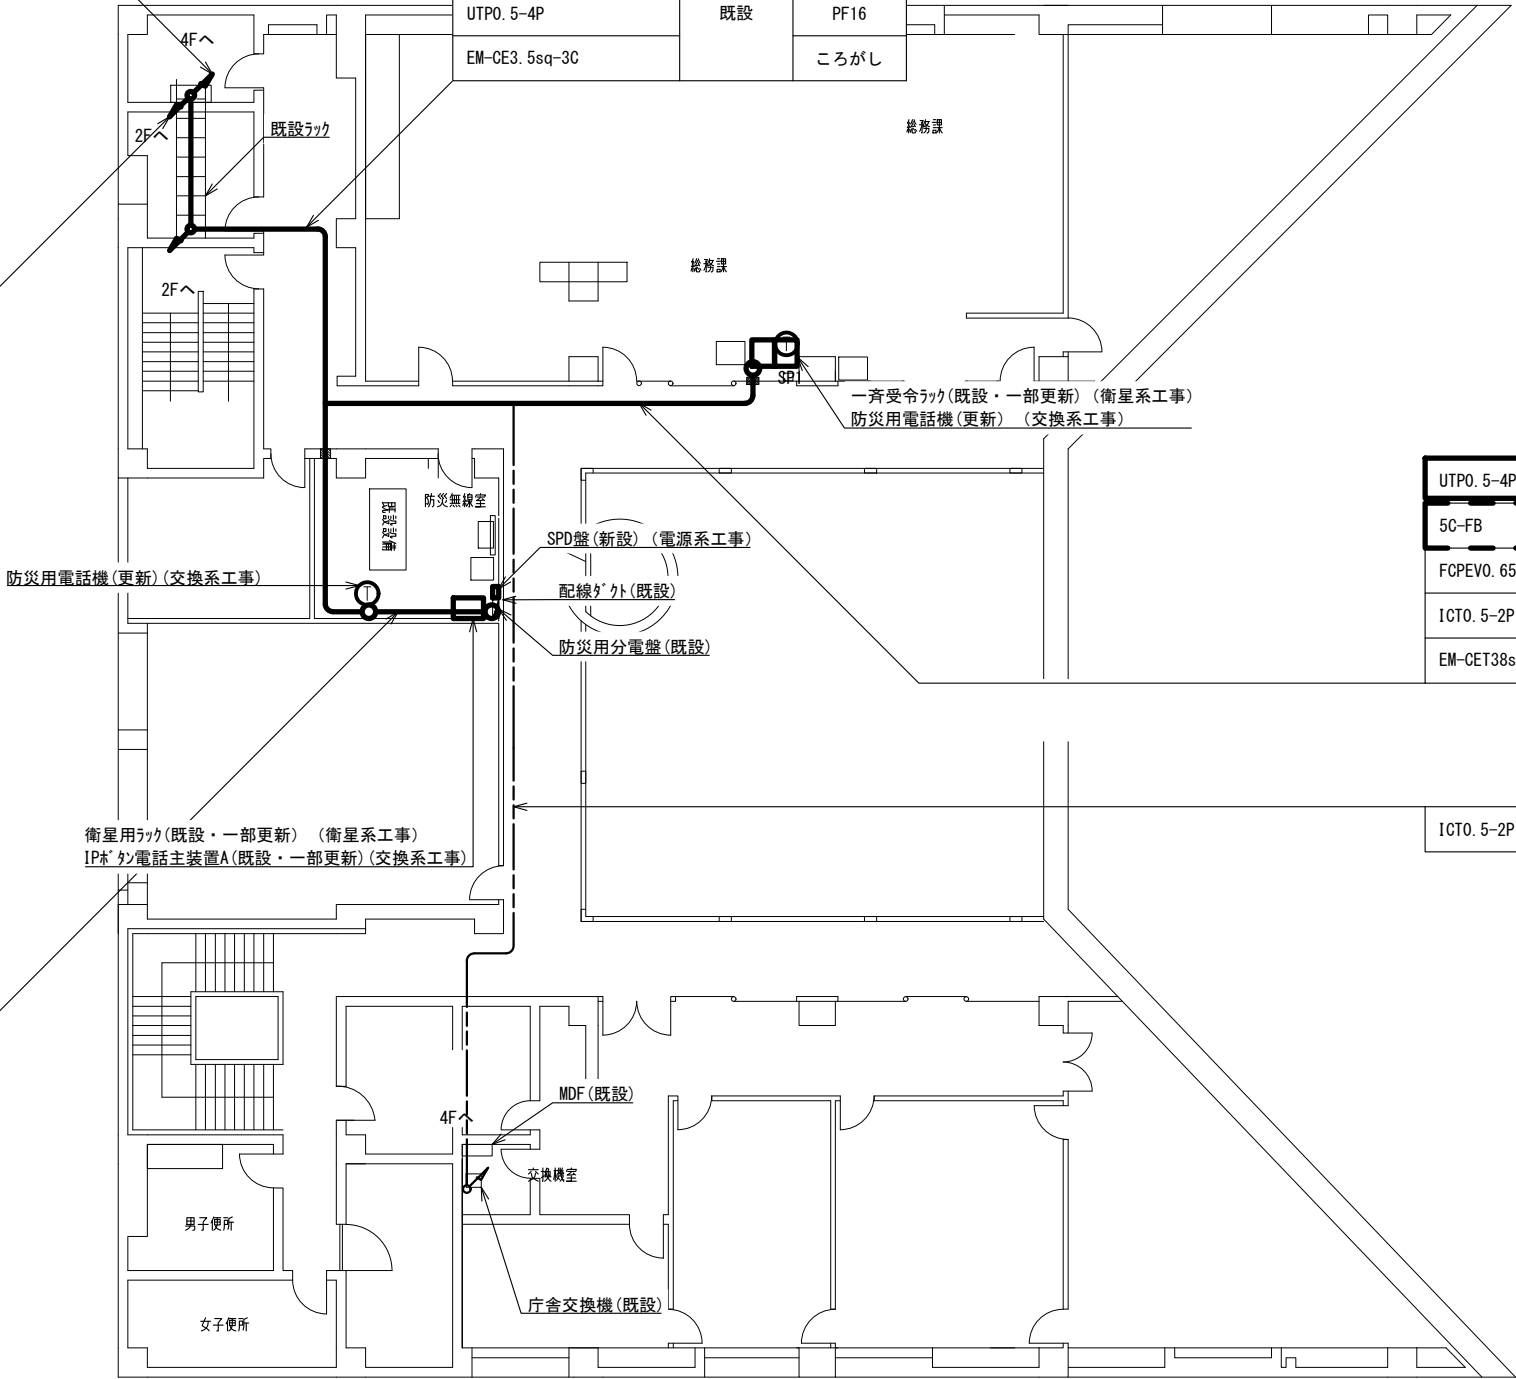 UTP0.5-4P
既設
PF16
EM-CE3.5sq-3C
ころがし
4Fへ
2Fへ
既設ラック
総務課
総務課
2Fへ
T
SP1
一斉受令ラック(既設・一部更新) (衛星系工事)
防災用電話機(更新) (交換系工事)
UTP0.5-4P
5C-FB
FCPEV0.65
ICT0.5-2P
EM-CET38s
防災無線室
既設設備
SPD盤(新設) (電源系工事)
防災用電話機(更新)(交換系工事)
T
配線ダクト(既設)
防災用分電盤(既設)
ICT0.5-2P
衛星用ラック(既設・一部更新) (衛星系工事)
IPボタン電話主装置A(既設・一部更新)(交換系工事)
MDF(既設)
4Fへ
交換機室
男子便所
庁舎交換機(既設)
女子便所